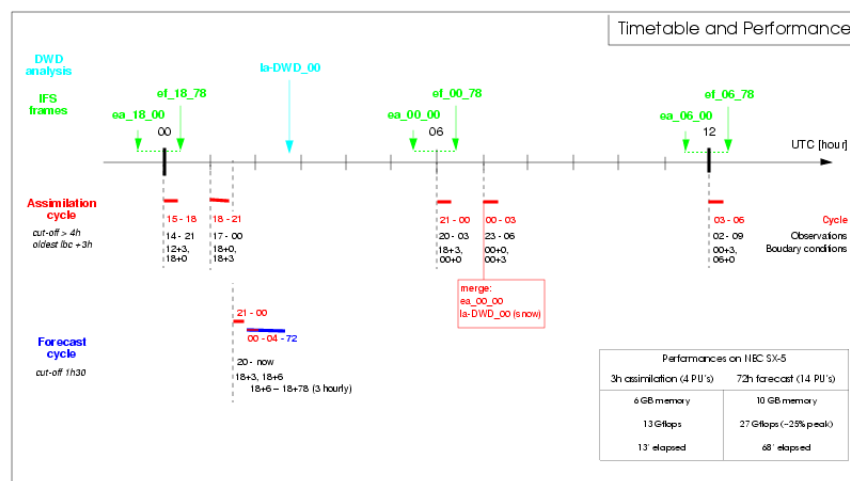 Timetable and Performance
DWD
analysis
la-DWD_00
IFS
frames
ef_18_78
ea_18_00
ef_00_78
ea_00_00
ef_06_78
ea_06_00
00
06
12
UTC [hour]
Assimilation
cycle
cut-off > 4h
oldest lbc +3h
15 - 18
14 - 21
12+3,
18+0
18 - 21
17 - 00
18+0,
18+3
21 - 00
20 - 03
18+3,
00+0
00 - 03
23 - 06
00+0,
00+3
03 - 06
02 - 09
00+3,
06+0
Cycle
Observations
Boudary conditions
merge:
ea_00_00
la-DWD_00 (snow)
Forecast
cycle
cut-off 1h30
21 - 00
00 - 04 - 72
20 - now
18+3, 18+6
18+6 – 18+78 (3 hourly)
Performances on NEC SX-5
3h assimilation (4 PU's) 72h forecast (14 PU's)
6 GB memory 10 GB memory
13 Gflops 27 Gflops (~25% peak)
13' elapsed 68' elapsed